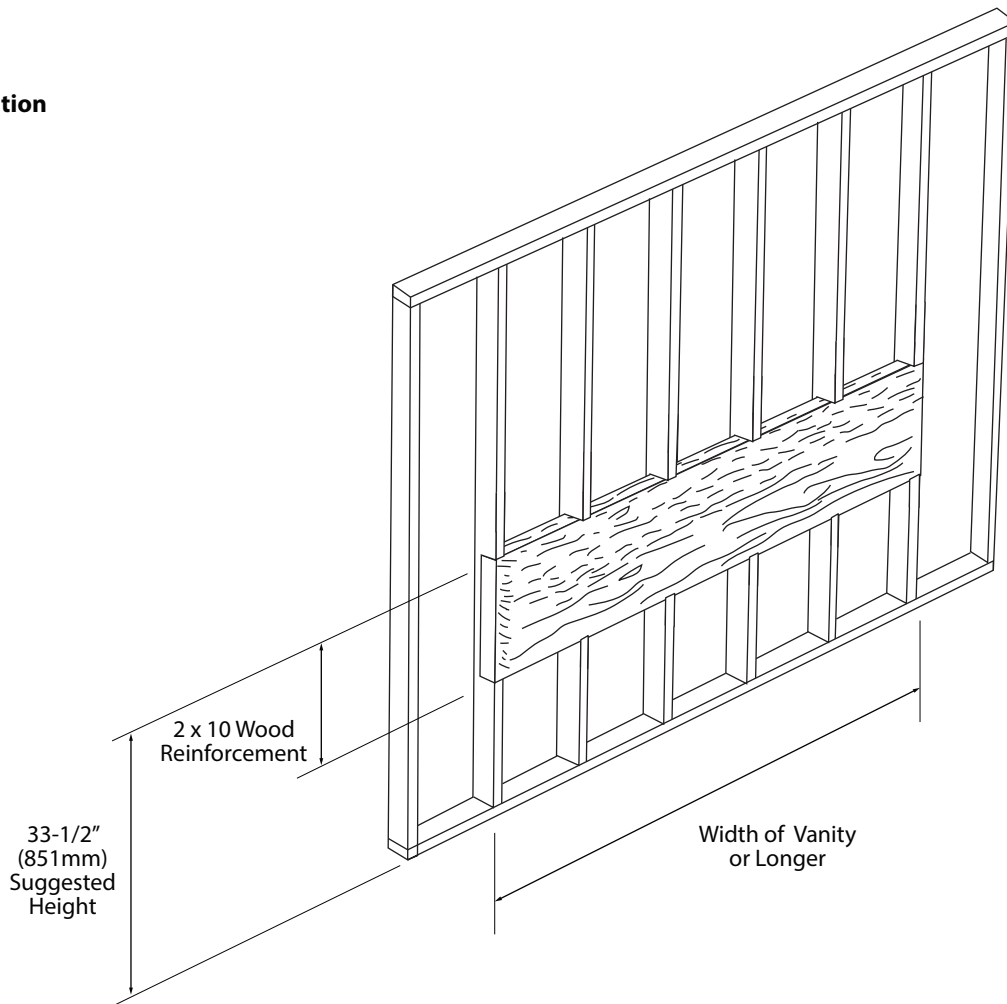 tion
2 x 10 Wood
Reinforcement
33-1/2"
(851mm)
Suggested
Height
Width of Vanity
or Longer